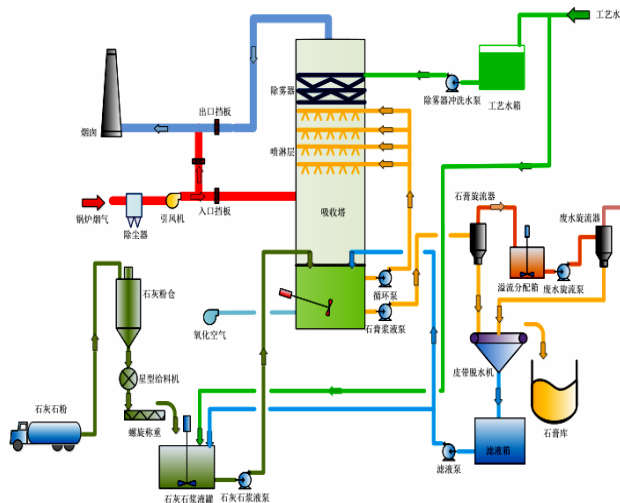 工艺水
除雾器
除雾器冲洗水泵
工艺水箱
出口挡板
烟囱
喷淋层
锅炉烟气
除尘器
引风机
入口挡板
吸收塔
石膏旋流器
废水旋流器
溢流分配箱
废水旋流泵
循环泵
石膏浆液泵
氧化空气
石灰粉仓
星型给料机
皮带脱水机
石膏库
石灰石粉
螺旋称重
滤液箱
滤液泵
石灰石浆液罐
石灰石浆液泵